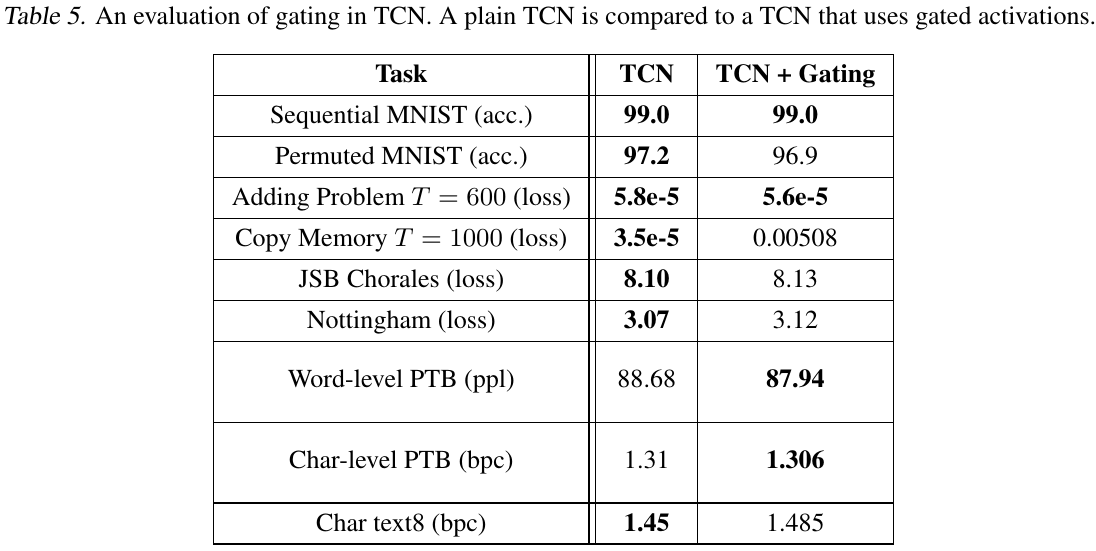 Table 5. An evaluation of gating in TCN. A plain TCN is compared to a TCN that uses gated activations.
Task TCN TCN + Gating
Sequential MNIST (acc.) 99.0 99.0
Permuted MNIST (acc.) 97.2 96.9
Adding Problem T = 600 (loss) 5.8e-5 5.6e-5
Copy Memory T = 1000 (loss) 3.5e-5 0.00508
JSB Chorales (loss) 8.10 8.13
Nottingham (loss) 3.07 3.12
Word-level PTB (ppl) 88.68 87.94
Char-level PTB (bpc) 1.31 1.306
Char text8 (bpc) 1.45 1.485